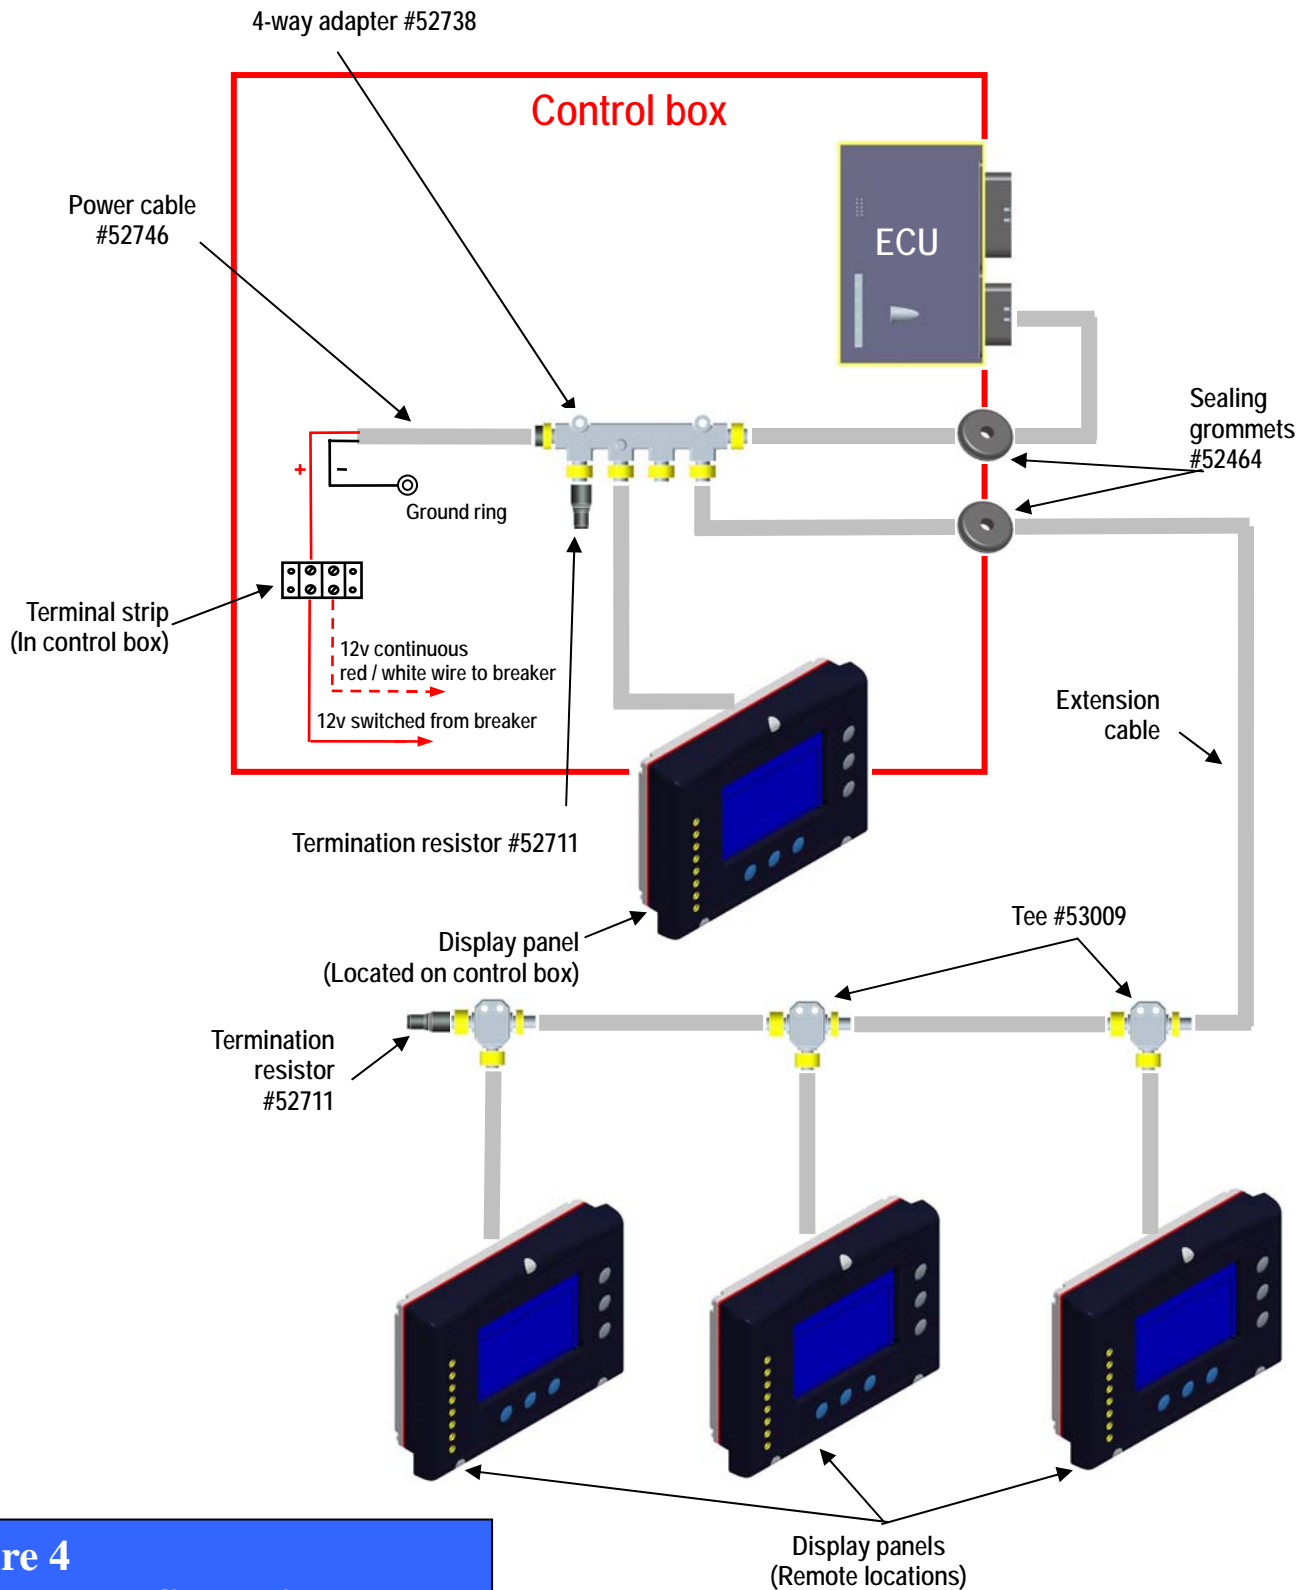 4-way adapter #52738
Control box
Power cable
#52746
ECU
Sealing
grommets
#52464
+
–
Ground ring
Terminal strip
(In control box)
12v continuous
red / white wire to breaker
12v switched from breaker
Extension
cable
Termination resistor #52711
Display panel
(Located on control box)
Tee #53009
Termination
resistor
#52711
Display panels
(Remote locations)
re 4